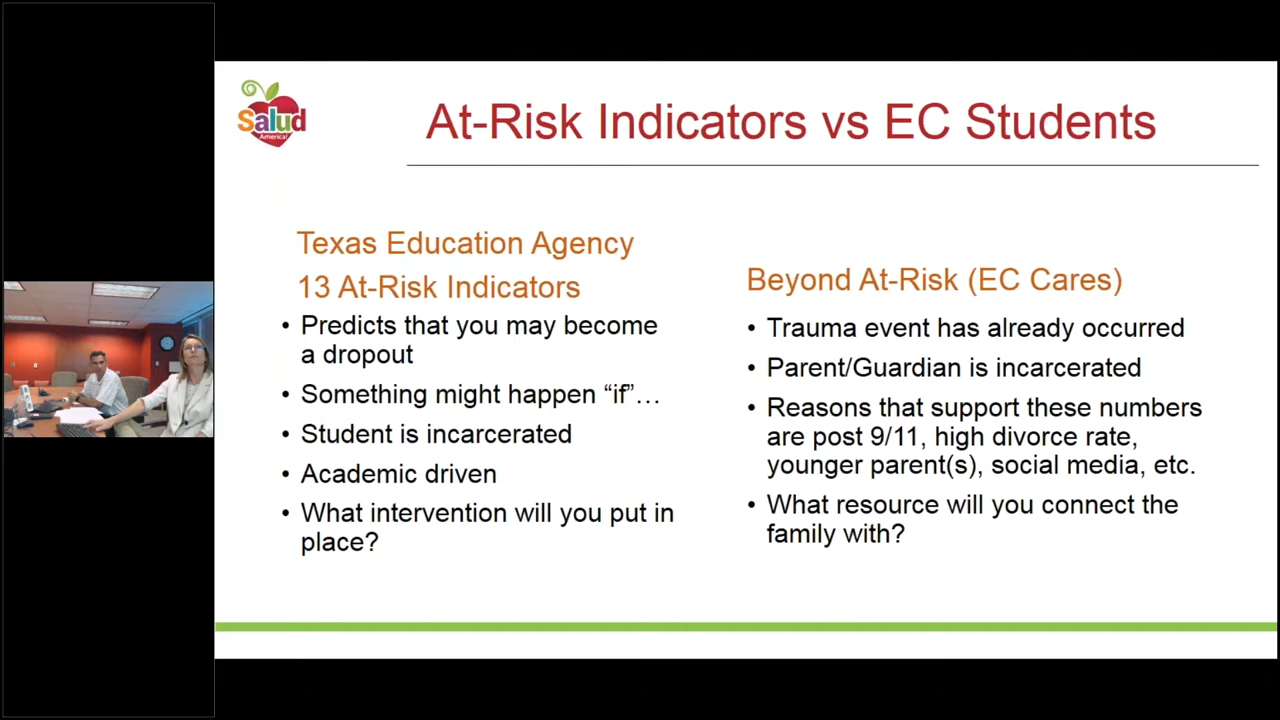 Salud
America!
At-Risk Indicators vs EC Students
Texas Education Agency
13 At-Risk Indicators
• Predicts that you may become
a dropout
• Something might happen “if”…
• Student is incarcerated
• Academic driven
• What intervention will you put in
place?
Beyond At-Risk (EC Cares)
• Trauma event has already occurred
• Parent/Guardian is incarcerated
• Reasons that support these numbers
are post 9/11, high divorce rate,
younger parent(s), social media, etc.
• What resource will you connect the
family with?